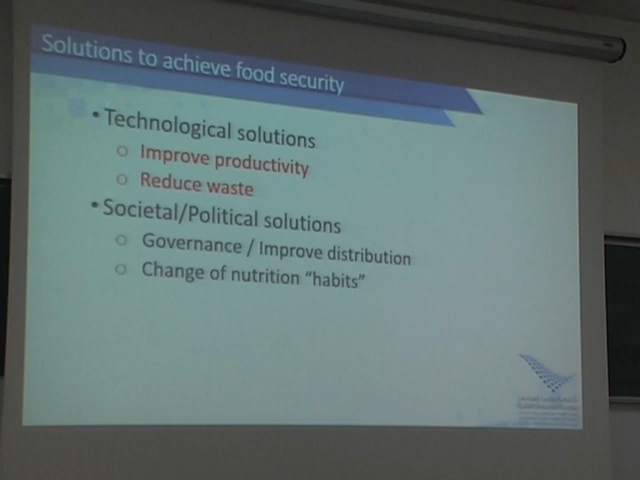 Solutions to achieve food security
• Technological solutions
o Improve productivity
o Reduce waste
• Societal/Political solutions
o Governance / Improve distribution
o Change of nutrition “habits”